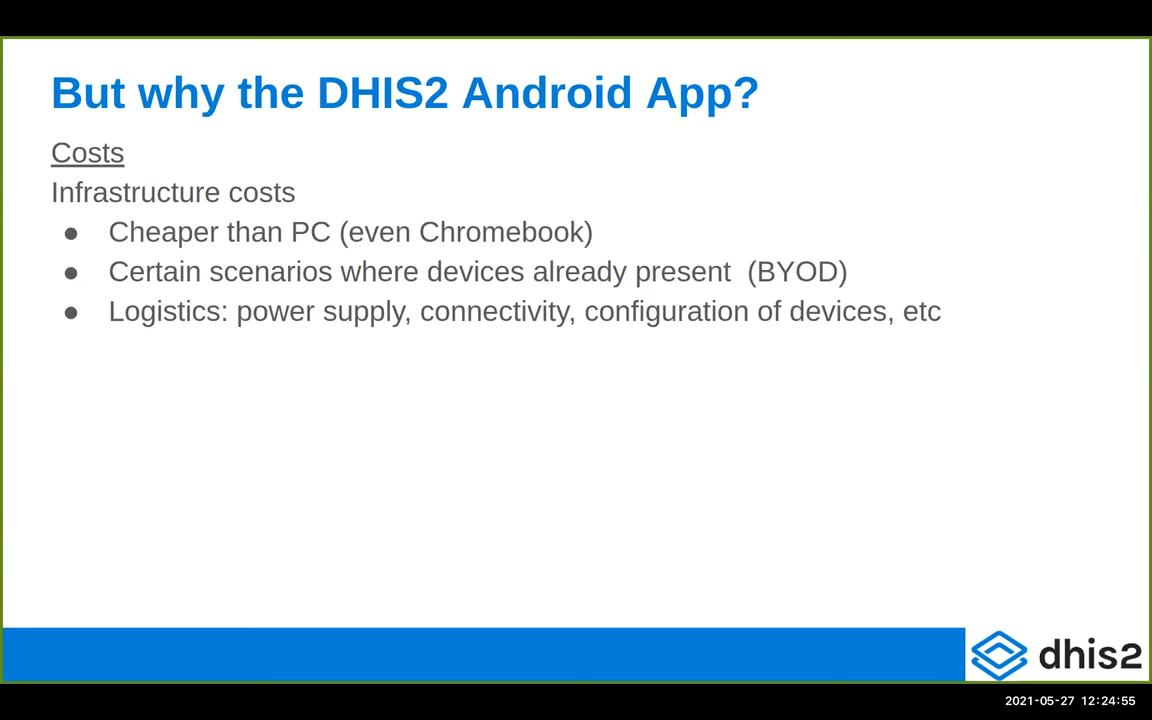 But why the DHIS2 Android App?
Costs
Infrastructure costs
● Cheaper than PC (even Chromebook)
● Certain scenarios where devices already present  (BYOD)
● Logistics: power supply, connectivity, configuration of devices, etc
dhis2
2021-05-27 12:24:55